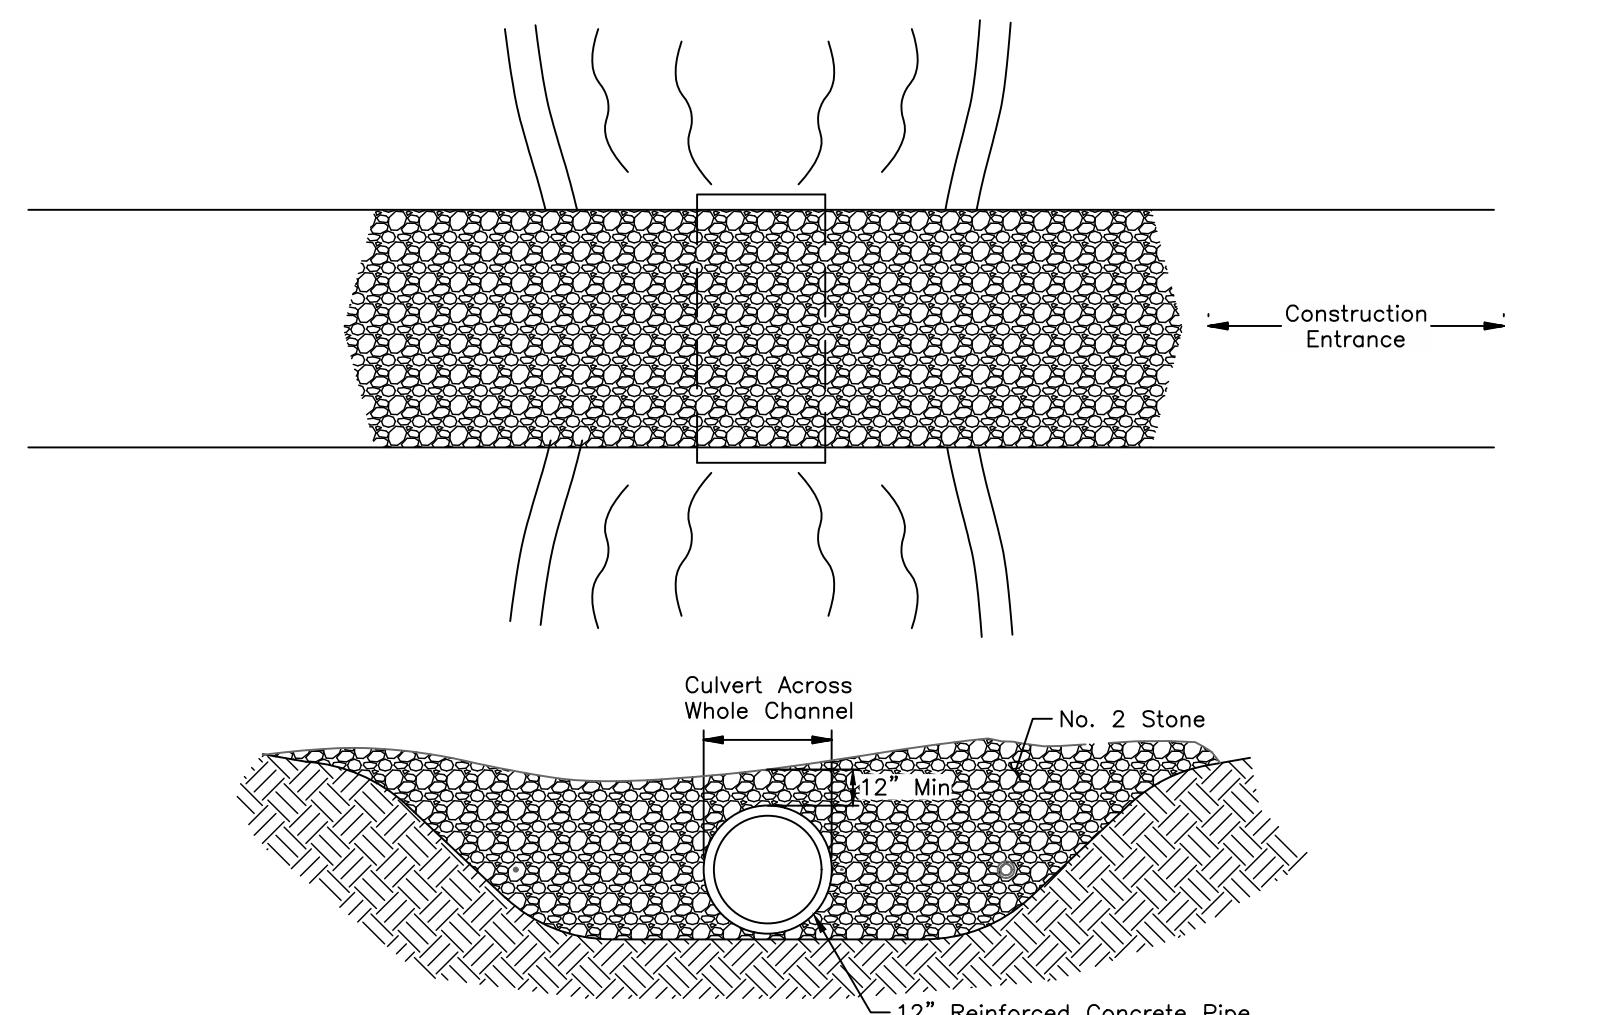 Construction
Entrance
Culvert Across
Whole Channel
No. 2 Stone
12" Min
12" Reinforced Concrete Pipe